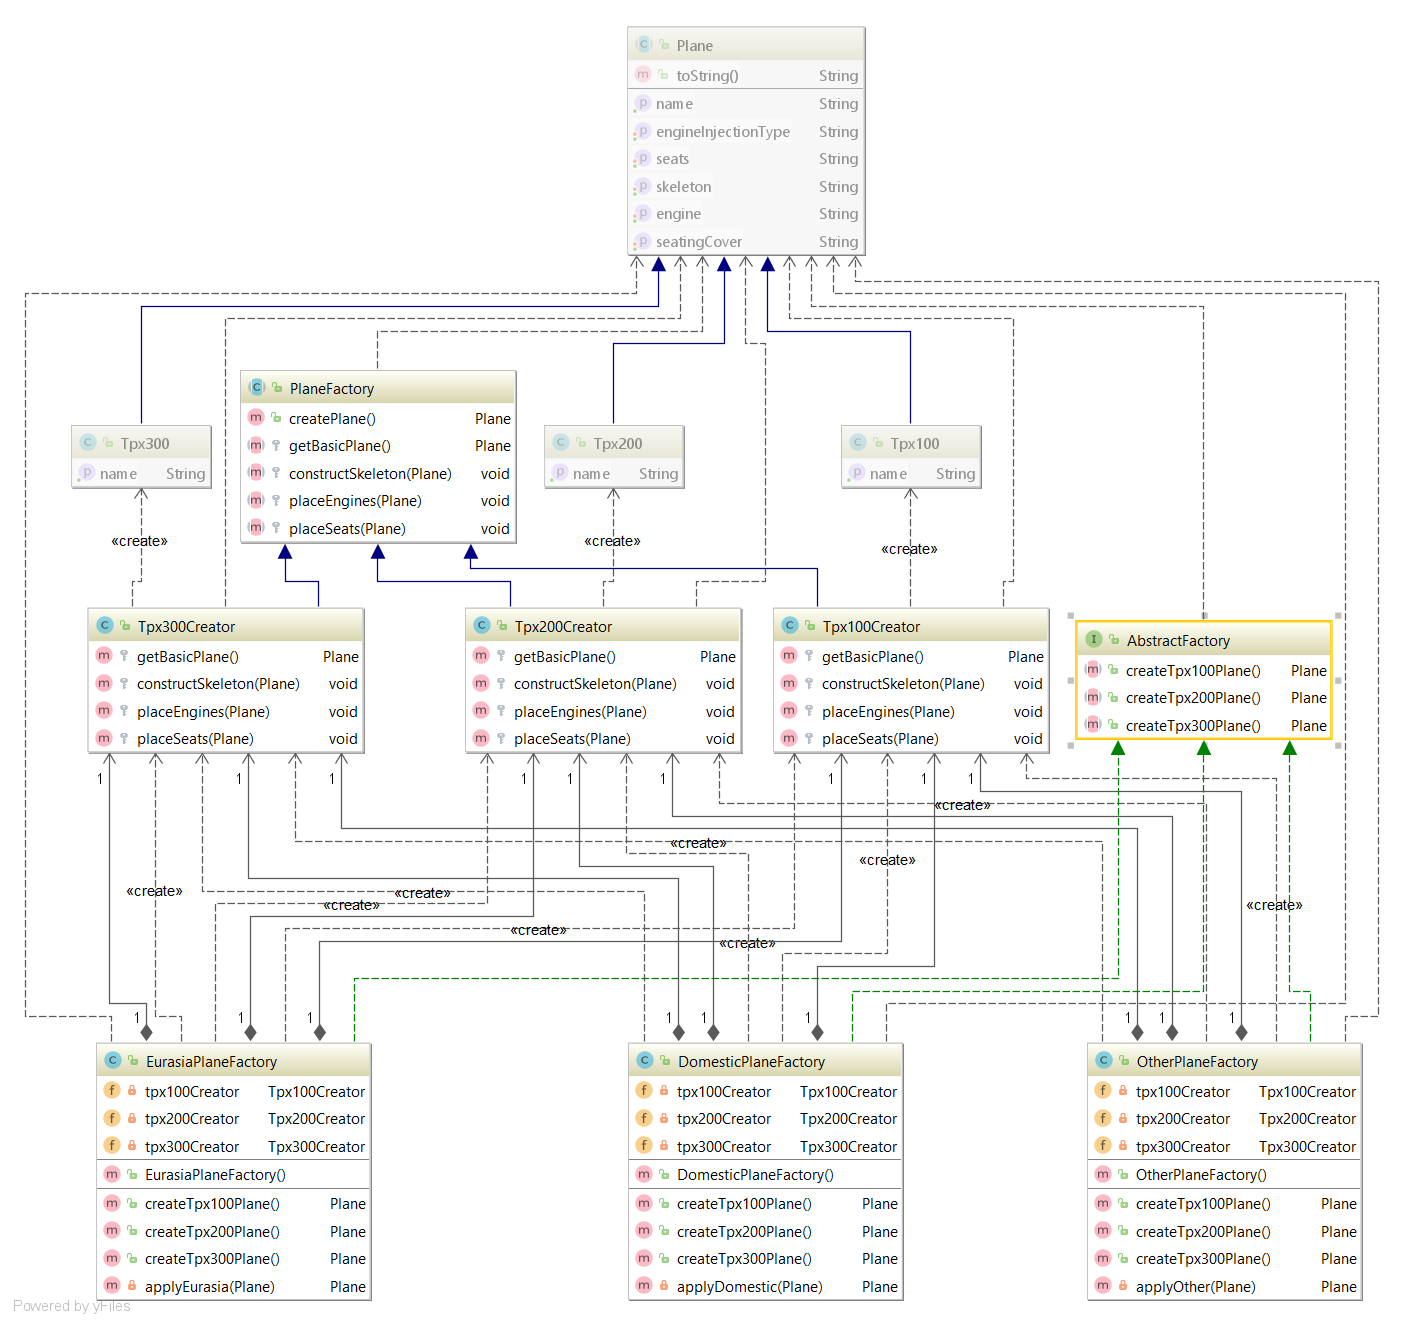 Plane
toString() String
name String
engineInjectionType String
seats String
skeleton String
engine String
seatingCover String
PlaneFactory
createPlane() Plane
getBasicPlane() Plane
constructSkeleton(Plane) void
placeEngines(Plane) void
placeSeats(Plane) void
Tpx300
name String
Tpx200
name String
Tpx100
name String
«create»
«create»
«create»
Tpx300Creator
getBasicPlane() Plane
constructSkeleton(Plane) void
placeEngines(Plane) void
placeSeats(Plane) void
Tpx200Creator
getBasicPlane() Plane
constructSkeleton(Plane) void
placeEngines(Plane) void
placeSeats(Plane) void
Tpx100Creator
getBasicPlane() Plane
constructSkeleton(Plane) void
placeEngines(Plane) void
placeSeats(Plane) void
AbstractFactory
createTpx100Plane() Plane
createTpx200Plane() Plane
createTpx300Plane() Plane
1 1 1 1 1 1 1 1 1
«create»
«create»
«create»
«create»
«create»
«create»
«create»
«create»
«create»
1 1 1 1 1 1 1 1 1
EurasiaPlaneFactory
tpx100Creator Tpx100Creator
tpx200Creator Tpx200Creator
tpx300Creator Tpx300Creator
EurasiaPlaneFactory()
createTpx100Plane() Plane
createTpx200Plane() Plane
createTpx300Plane() Plane
applyEurasia(Plane) Plane
DomesticPlaneFactory
tpx100Creator Tpx100Creator
tpx200Creator Tpx200Creator
tpx300Creator Tpx300Creator
DomesticPlaneFactory()
createTpx100Plane() Plane
createTpx200Plane() Plane
createTpx300Plane() Plane
applyDomestic(Plane) Plane
OtherPlaneFactory
tpx100Creator Tpx100Creator
tpx200Creator Tpx200Creator
tpx300Creator Tpx300Creator
OtherPlaneFactory()
createTpx100Plane() Plane
createTpx200Plane() Plane
createTpx300Plane() Plane
applyOther(Plane) Plane
Powered by yFiles